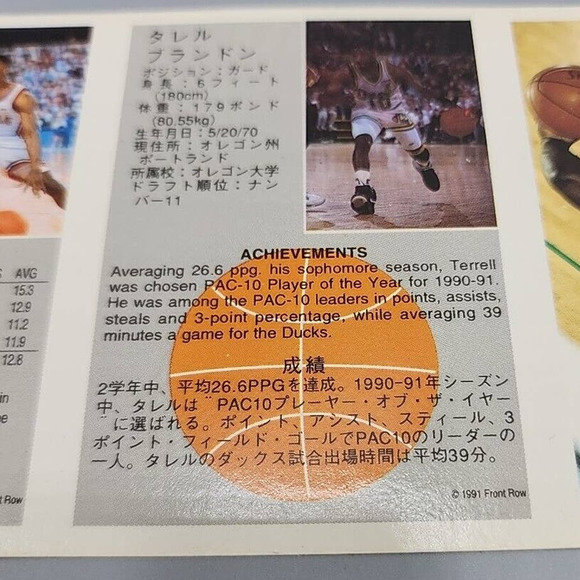 タレル
ブランドン
ポジション：ガード
身長：６フィート
(180cm)
体重：179ポンド
(80.55kg)
生年月日：5/20/70
現住所：オレゴン州
ポートランド
所属校：オレゴン大学
ドラフト順位：ナン
バー11
ACHIEVEMENTS
Averaging 26.6 ppg. his sophomore season, Terrell
was chosen PAC-10 Player of the Year for 1990-91.
He was among the PAC-10 leaders in points, assists,
steals and 3-point percentage, while averaging 39
minutes a game for the Ducks.
成績
2学年中、平均26.6PPGを達成。1990-91年シーズン
中、タレルは”PAC10プレーヤー・オブ・ザ・イヤー
”に選ばれる。ポイント、アシスト、スティール、3
ポイント・フィールド・ゴールでPAC10のリーダーの
一人。タレルのダックス試合出場時間は平均39分。
© 1991 Front Row
AVG
15.3
12.9
11.2
11.9
12.8
in
Front Row